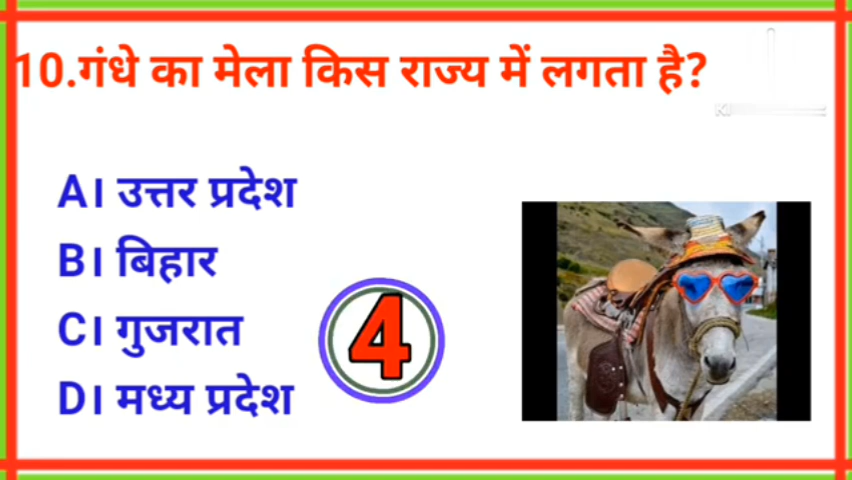 10.गंधे का मेला किस राज्य में लगता है?
A। उत्तर प्रदेश
B। बिहार
C। गुजरात
D। मध्य प्रदेश
4